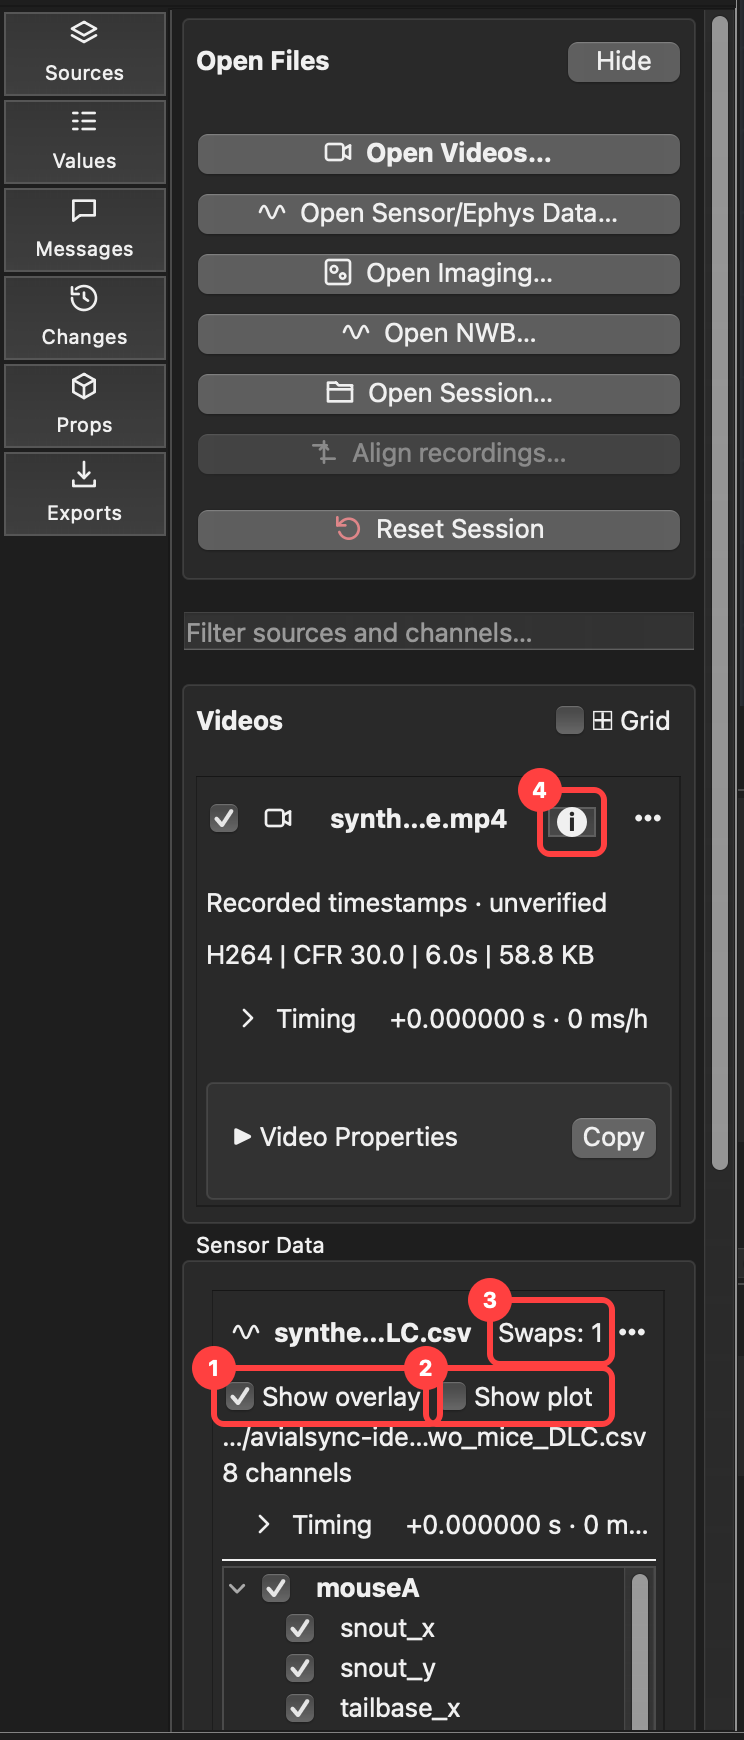 Sources
Values
Messages
Changes
Props
Exports
Open Files
Hide
Open Videos...
Open Sensor/Ephys Data...
Open Imaging...
Open NWB...
Open Session...
Align recordings...
Reset Session
Filter sources and channels...
Videos
Grid
4
synth...e.mp4
Recorded timestamps · unverified
H264 | CFR 30.0 | 6.0s | 58.8 KB
Timing +0.000000 s · 0 ms/h
Video Properties
Copy
Sensor Data
3
synthe...LC.csv Swaps: 1
1
2
Show overlay
Show plot
.../avialsync-ide...wo_mice_DLC.csv
8 channels
Timing +0.000000 s · 0 m...
mouseA
snout_x
snout_y
tailbase_x